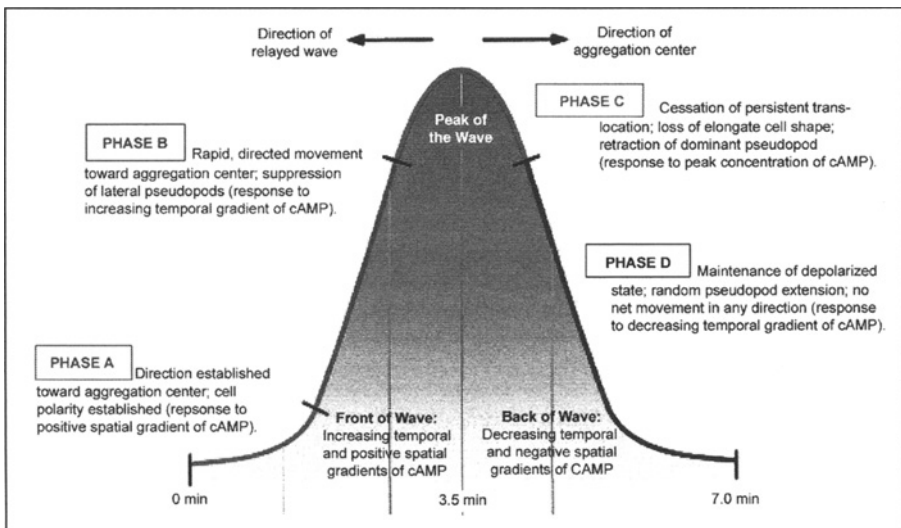 Direction of
relayed wave
Direction of
aggregation center
Peak of
the Wave
PHASE C Cessation of persistent trans-
location; loss of elongate cell shape;
retraction of dominant pseudopod
(response to peak concentration of cAMP).
PHASE B Rapid, directed movement
toward aggregation center; suppression
of lateral pseudopods (response to
increasing temporal gradient of cAMP).
PHASE D Maintenance of depolarized
state; random pseudopod extension; no
net movement in any direction (response
to decreasing temporal gradient of cAMP).
PHASE A Direction established
toward aggregation center; cell
polarity established (repsonse to
positive spatial gradient of cAMP).
Front of Wave:
Increasing temporal
and positive spatial
gradients of cAMP
Back of Wave:
Decreasing temporal
and negative spatial
gradients of CAMP
0 min
3.5 min
7.0 min